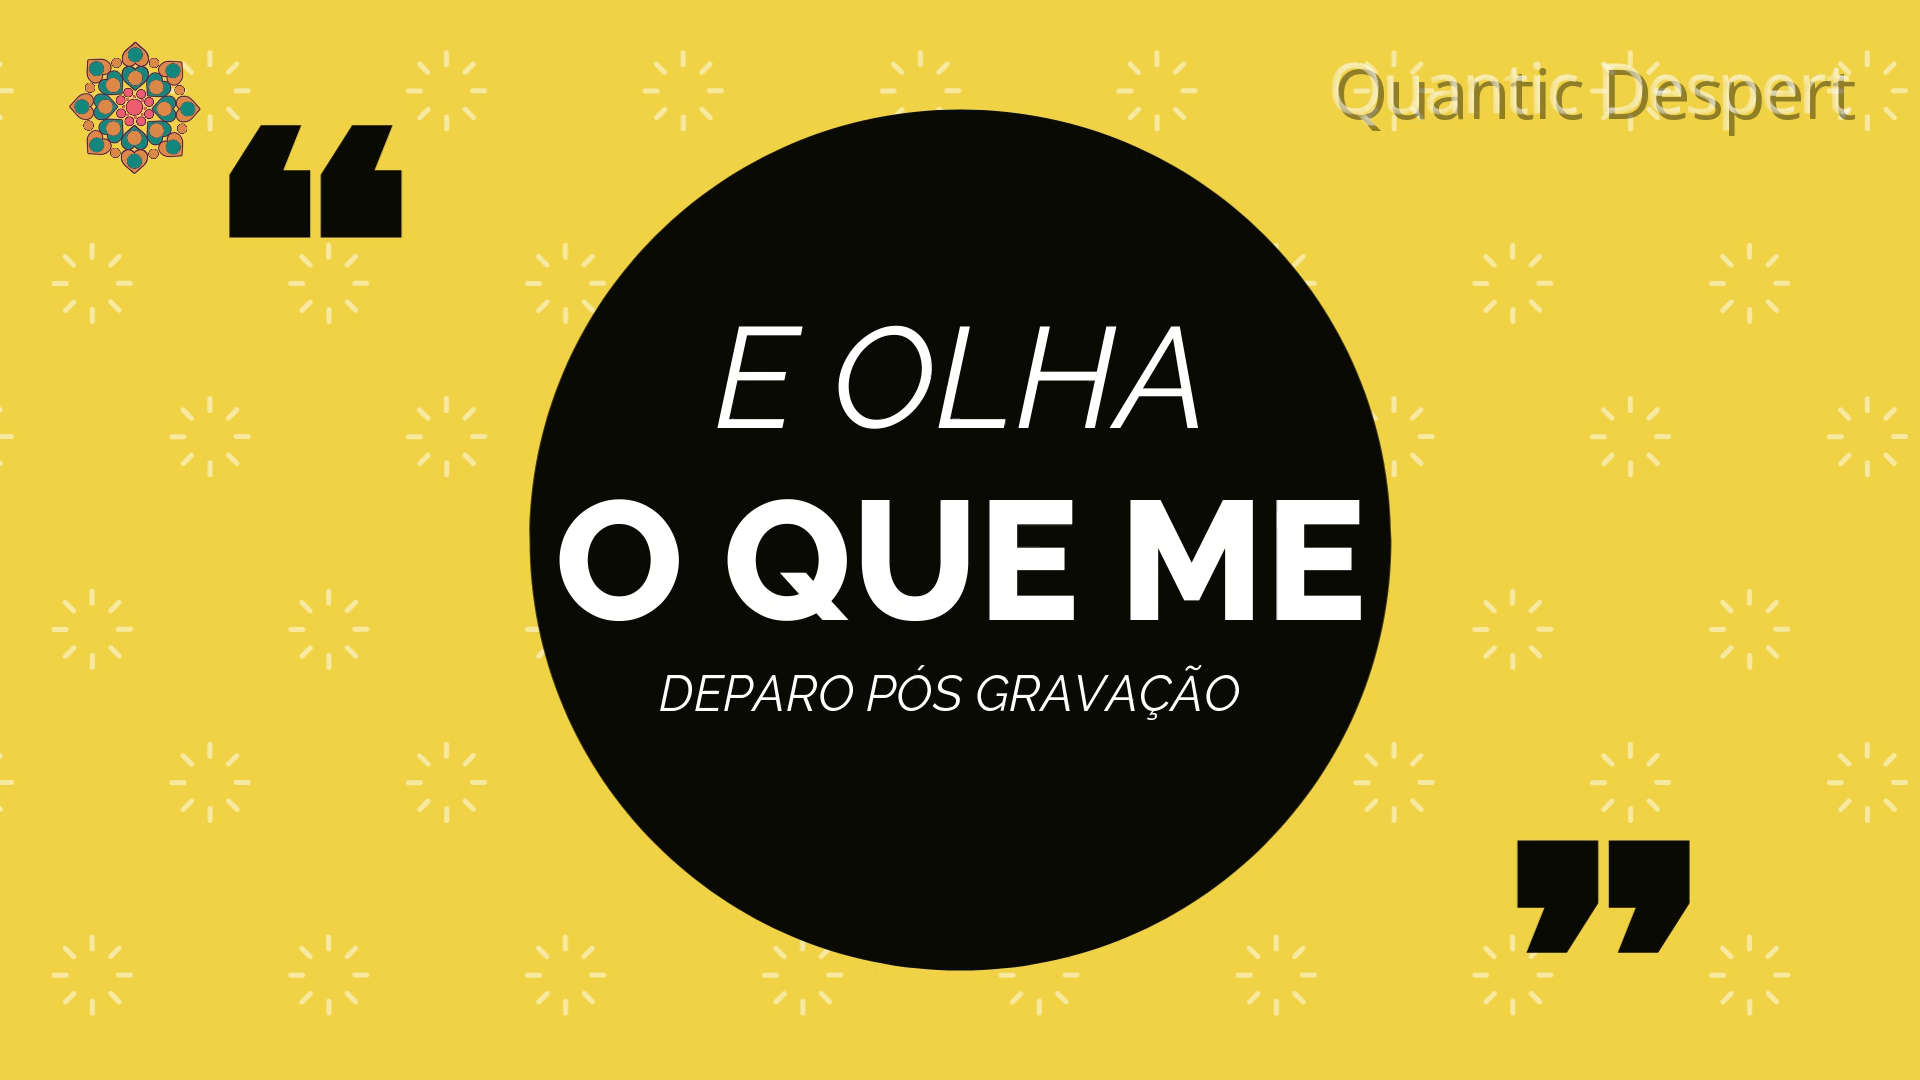 Quantic Despert
“
E OLHA
O QUE ME
DEPARO PÓS GRAVAÇÃO
”